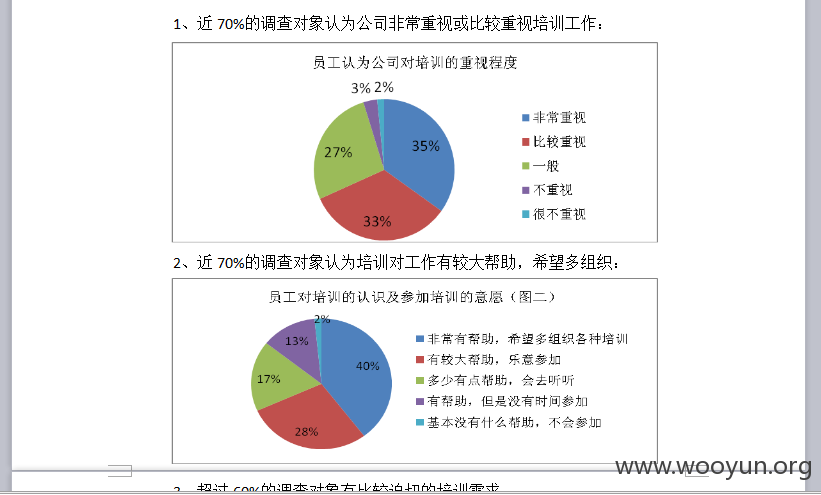 1、近70%的调查对象认为公司非常重视或比较重视培训工作：
员工认为公司对培训的重视程度
3% 2%
35%
27%
33%
非常重视
比较重视
一般
不重视
很不重视
2、近70%的调查对象认为培训对工作有较大帮助，希望多组织：
员工对培训的认识及参加培训的意愿（图二）
2%
13%
40%
17%
28%
非常有帮助，希望多组织各种培训
有较大帮助，乐意参加
多少有点帮助，会去听听
有帮助，但是没有时间参加
基本没有什么帮助，不会参加
www.wooyun.org
3、超过60%的调查对象有比较迫切的培训需求